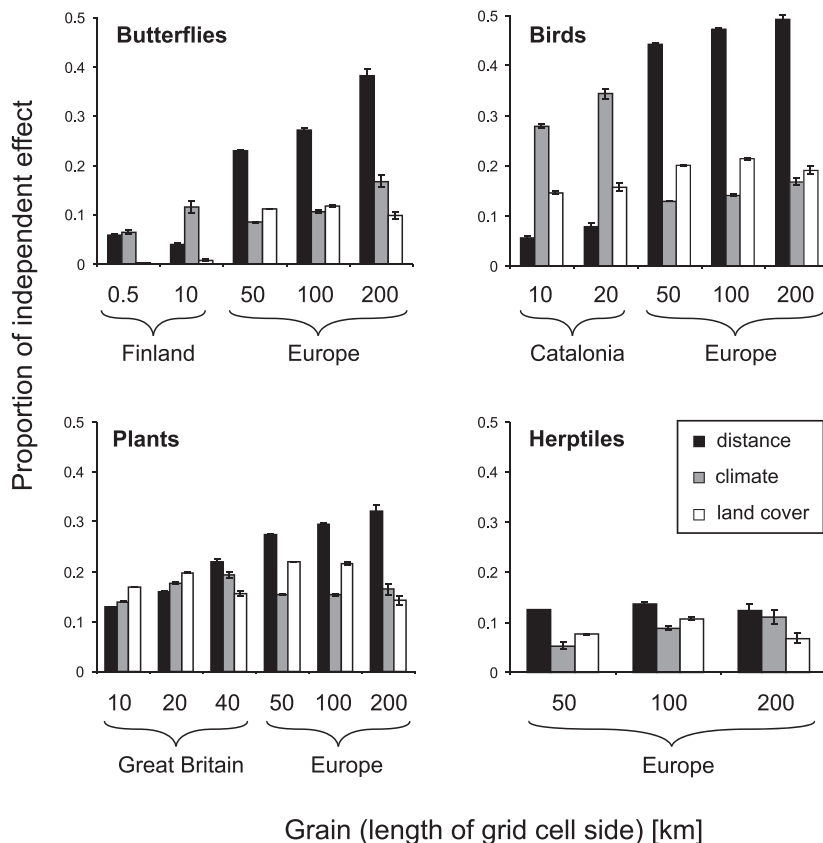 Proportion of independent effect
Butterflies
0.5
0.4
0.3
0.2
0.1
0
0.5 10 50 100 200
Finland Europe
Birds
0.5
0.4
0.3
0.2
0.1
0
10 20 50 100 200
Catalonia Europe
Plants
0.5
0.4
0.3
0.2
0.1
0
10 20 40 50 100 200
Great Britain Europe
Herptiles
0.5
0.4
0.3
0.2
0.1
0
distance
climate
land cover
50 100 200
Europe
Grain (length of grid cell side) [km]